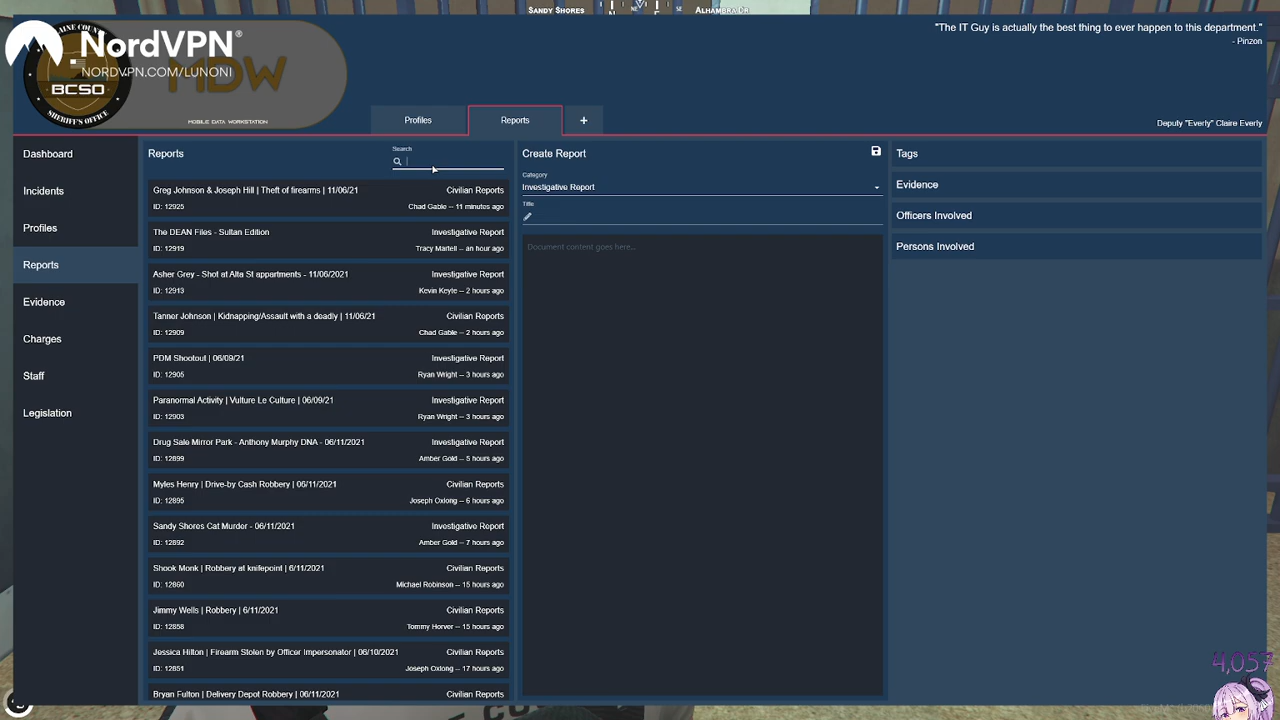 SANDY SHORES
ALHAMBRA DR.
NE
SE
NordVPN®
NORDVPN.COM/LUNONI
SHERIFF'S OFFICE
BCSO
MDW
MOBILE DATA WORKSTATION
"The IT Guy is actually the best thing to ever happen to this department."
- Pinzon
Profiles
Reports
+
Deputy "Everly" Claire Everly
Dashboard
Incidents
Profiles
Reports
Evidence
Charges
Staff
Legislation
Reports
Search
Greg Johnson & Joseph Hill | Theft of firearms | 11/06/21 Civilian Reports
ID: 12925 Chad Gable -- 11 minutes ago
The DEAN Files - Sultan Edition Investigative Report
ID: 12919 Tracy Martell -- an hour ago
Asher Grey - Shot at Alta St appartments - 11/06/2021 Investigative Report
ID: 12913 Kevin Keyte -- 2 hours ago
Tanner Johnson | Kidnapping/Assault with a deadly | 11/06/21 Civilian Reports
ID: 12909 Chad Gable -- 2 hours ago
PDM Shootout | 06/09/21 Investigative Report
ID: 12905 Ryan Wright -- 3 hours ago
Paranormal Activity | Vulture Le Culture | 06/09/21 Investigative Report
ID: 12903 Ryan Wright -- 3 hours ago
Drug Sale Mirror Park - Anthony Murphy DNA - 06/11/2021 Investigative Report
ID: 12899 Amber Gold -- 5 hours ago
Myles Henry | Drive-by Cash Robbery | 06/11/2021 Civilian Reports
ID: 12895 Joseph Oxlong -- 6 hours ago
Sandy Shores Cat Murder - 06/11/2021 Investigative Report
ID: 12892 Amber Gold -- 7 hours ago
Shook Monk | Robbery at knifepoint | 6/11/2021 Civilian Reports
ID: 12860 Michael Robinson -- 15 hours ago
Jimmy Wells | Robbery | 6/11/2021 Civilian Reports
ID: 12858 Tommy Horver -- 15 hours ago
Jessica Hilton | Firearm Stolen by Officer Impersonator | 06/10/2021 Civilian Reports
ID: 12851 Joseph Oxlong -- 17 hours ago
Bryan Fulton | Delivery Depot Robbery | 06/11/2021 Civilian Reports
Create Report
Category
Investigative Report
Title
Document content goes here...
Tags
Evidence
Officers Involved
Persons Involved
4,057